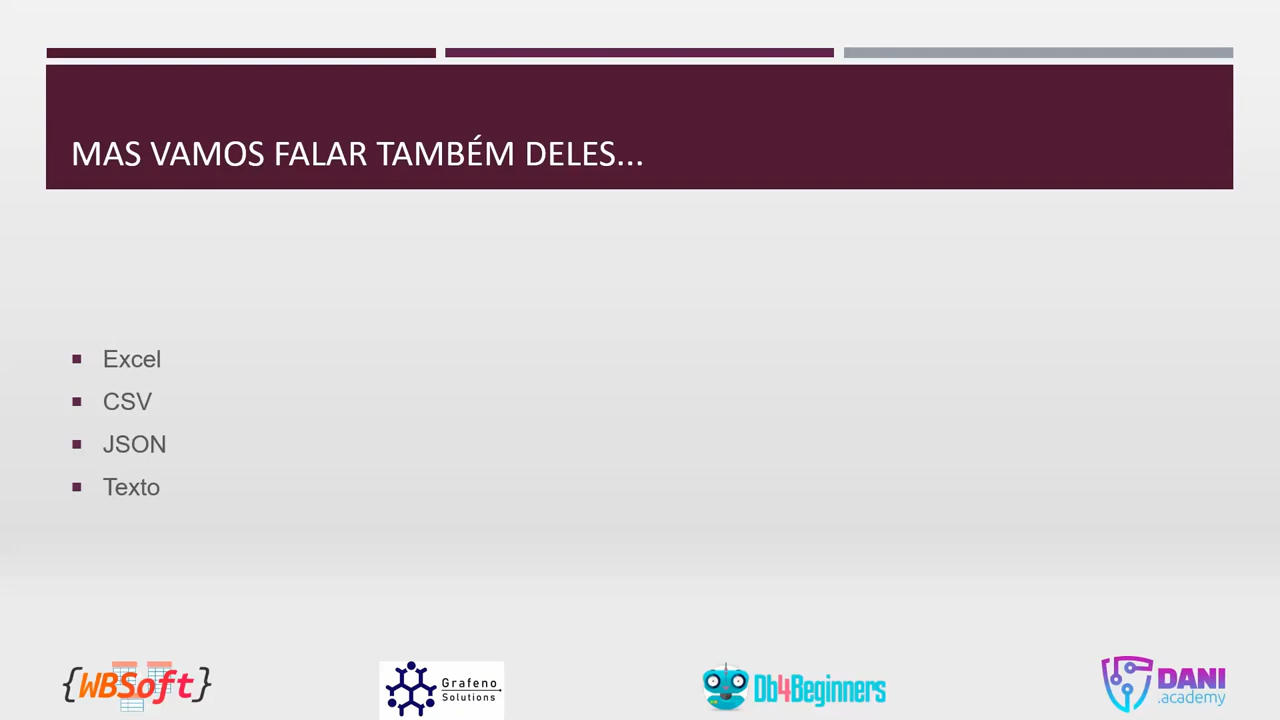 MAS VAMOS FALAR TAMBÉM DELES...
Excel
CSV
JSON
Texto
{WBSoft}
Grafeno
Solutions
Db4Beginners
DANI
.academy